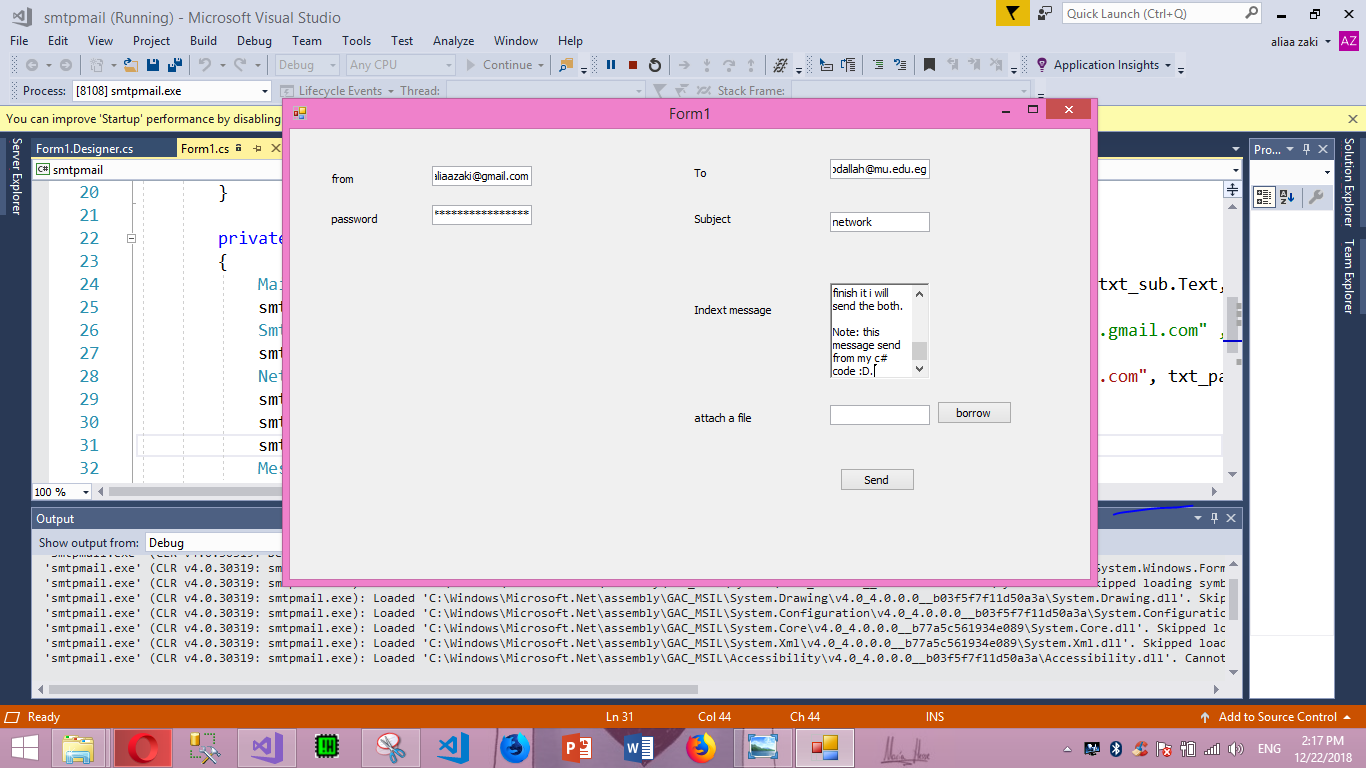 smtpmail (Running) - Microsoft Visual Studio
Quick Launch (Ctrl+Q)
File Edit View Project Build Debug Team Tools Test Analyze Window Help
aliaa zaki AZ
Debug Any CPU Continue Application Insights
Process: [8108] smtpmail.exe Lifecycle Events Thread: Stack Frame:
You can improve 'Startup' performance by disabling
Form1
Form1.Designer.cs Form1.cs
Pro...
C# smtpmail
Server Explorer
Solution Explorer
Team Explorer
20 }
21
22 private
23 {
24 Mai txt_sub.Text,
25 smt
26 Smt .gmail.com" ,
27 smt
28 Net .com", txt_pa
29 smt
30 smt
31 smt
32 Mes
100 %
from aliaazaki@gmail.com
password ****************
To odallah@mu.edu.eg
Subject network
Indext message
finish it i will
send the both.
Note: this
message send
from my c#
code :D.
attach a file borrow
Send
Output
Show output from: Debug
'smtpmail.exe' (CLR v4.0.30319: sm System.Windows.Form
'smtpmail.exe' (CLR v4.0.30319: sm kipped loading symb
'smtpmail.exe' (CLR v4.0.30319: smtpmail.exe): Loaded 'C:\Windows\Microsoft.Net\assembly\GAC_MSIL\System.Drawing\v4.0_4.0.0.0__b03f5f7f11d50a3a\System.Drawing.dll'. Skip
'smtpmail.exe' (CLR v4.0.30319: smtpmail.exe): Loaded 'C:\Windows\Microsoft.Net\assembly\GAC_MSIL\System.Configuration\v4.0_4.0.0.0__b03f5f7f11d50a3a\System.Configuratio
'smtpmail.exe' (CLR v4.0.30319: smtpmail.exe): Loaded 'C:\Windows\Microsoft.Net\assembly\GAC_MSIL\System.Core\v4.0_4.0.0.0__b77a5c561934e089\System.Core.dll'. Skipped lo
'smtpmail.exe' (CLR v4.0.30319: smtpmail.exe): Loaded 'C:\Windows\Microsoft.Net\assembly\GAC_MSIL\System.Xml\v4.0_4.0.0.0__b77a5c561934e089\System.Xml.dll'. Skipped load
'smtpmail.exe' (CLR v4.0.30319: smtpmail.exe): Loaded 'C:\Windows\Microsoft.Net\assembly\GAC_MSIL\Accessibility\v4.0_4.0.0.0__b03f5f7f11d50a3a\Accessibility.dll'. Cannot
Ready Ln 31 Col 44 Ch 44 INS Add to Source Control
ENG
2:17 PM
12/22/2018